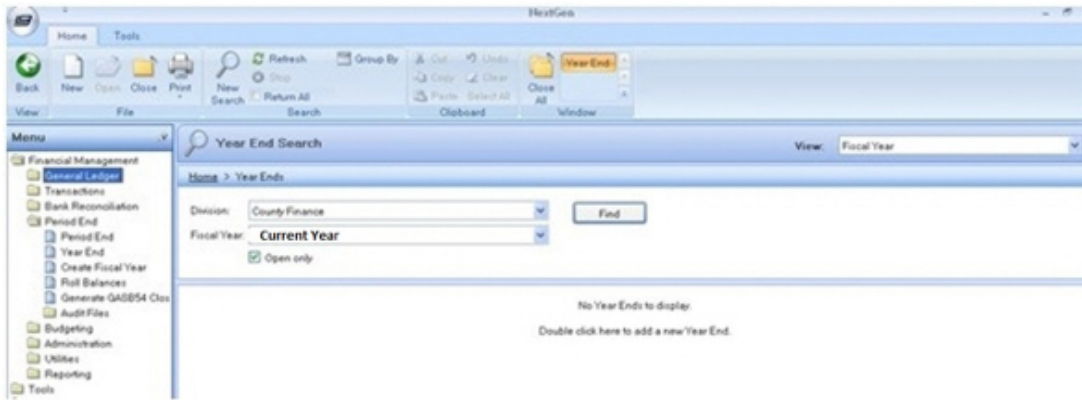 NextGen
Home Tools
Back New Open Close Print New Search Refresh Stop Return All Group By Cut Copy Paste Undo Clear Select All Close All Year End
View File Search Clipboard Window
Menu
Financial Management
General Ledger
Transactions
Bank Reconciliation
Period End
Period End
Year End
Create Fiscal Year
Roll Balances
Generate GASB54 Clos
Audit Files
Budgeting
Administration
Utilities
Reporting
Tools
Year End Search View: Fiscal Year
Home > Year Ends
Division: County Finance Find
Fiscal Year: Current Year
Open only
No Year Ends to display.
Double click here to add a new Year End.